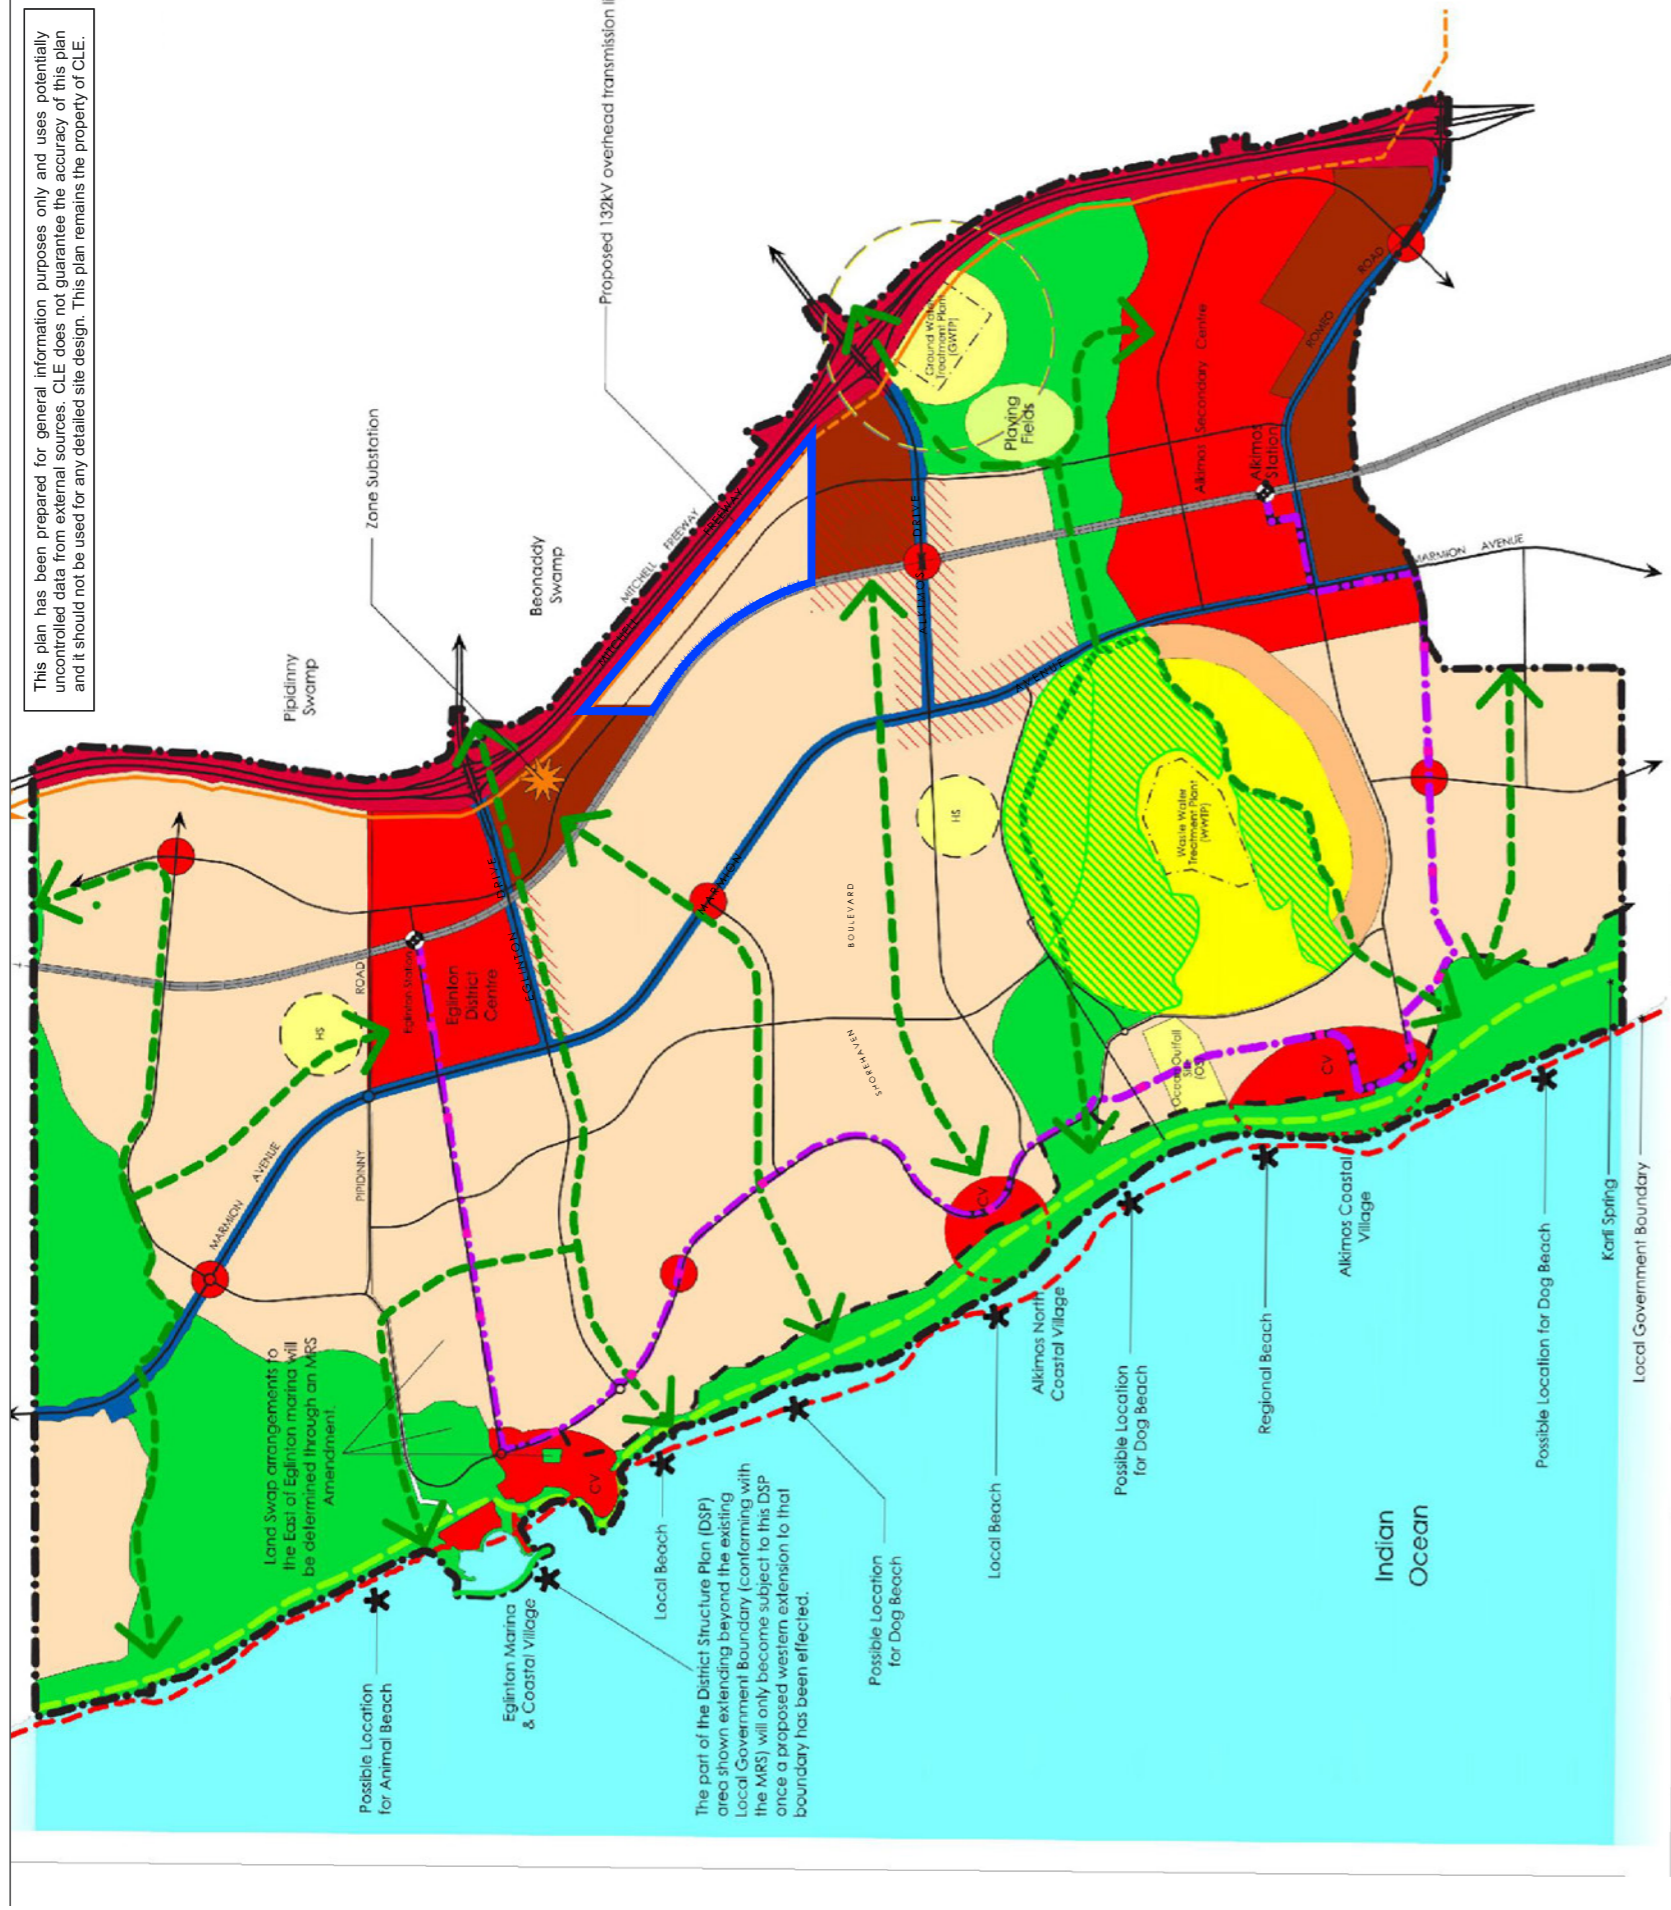 This plan has been prepared for general information purposes only and uses potentially
uncontrolled data from external sources. CLE does not guarantee the accuracy of this plan
and it should not be used for any detailed site design. This plan remains the property of CLE.
Pipidinny
Swamp
Zone Substation
Beonaddy
Swamp
Proposed 132kV overhead transmission
MITCHELL FREEWAY
MITCHELL
FREEWAY
Ground Water
Treatment Plant
(GWTP)
Playing
Fields
Alkimos Secondary Centre
Alkimos
Station
ROMEO
ROAD
MARMION AVENUE
ALKIMOS
DRIVE
AVENUE
MARMION
HS
Waste Water
Treatment Plant
(WWTP)
BOULEVARD
SHOREHAVEN
EGLINTON
DRIVE
Eglinton Station
Eglinton
District
Centre
HS
ROAD
PIPIDINNY
MARMION
AVENUE
Land Swap arrangements to
the East of Eglinton marina will
be determined through an MRS
Amendment.
CV
CV
CV
Ocean Outfall
Possible Location
for Animal Beach
Eglinton Marina
& Coastal Village
Local Beach
The part of the District Structure Plan (DSP)
area shown extending beyond the existing
Local Government Boundary (conforming with
the MRS) will only become subject to this DSP
once a proposed western extension to that
boundary has been effected.
Possible Location
for Dog Beach
Local Beach
Alkimos North
Coastal Village
Possible Location
for Dog Beach
Regional Beach
Alkimos Coastal
Village
Indian
Ocean
Possible Location for Dog Beach
Karli Spring
Local Government Boundary